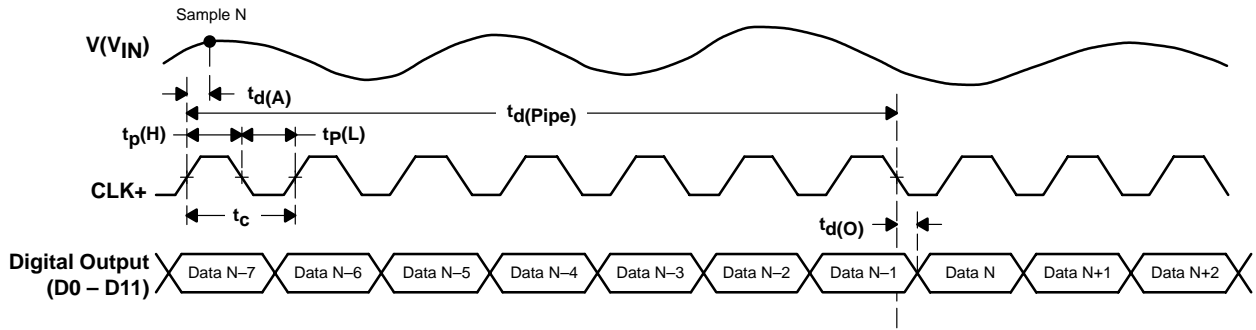 Sample N
V(VIN)
td(A)
td(Pipe)
tp(H)
tP(L)
CLK+
tc
td(O)
Digital Output
(D0 – D11)
Data N–7 Data N–6 Data N–5 Data N–4 Data N–3 Data N–2 Data N–1 Data N Data N+1 Data N+2